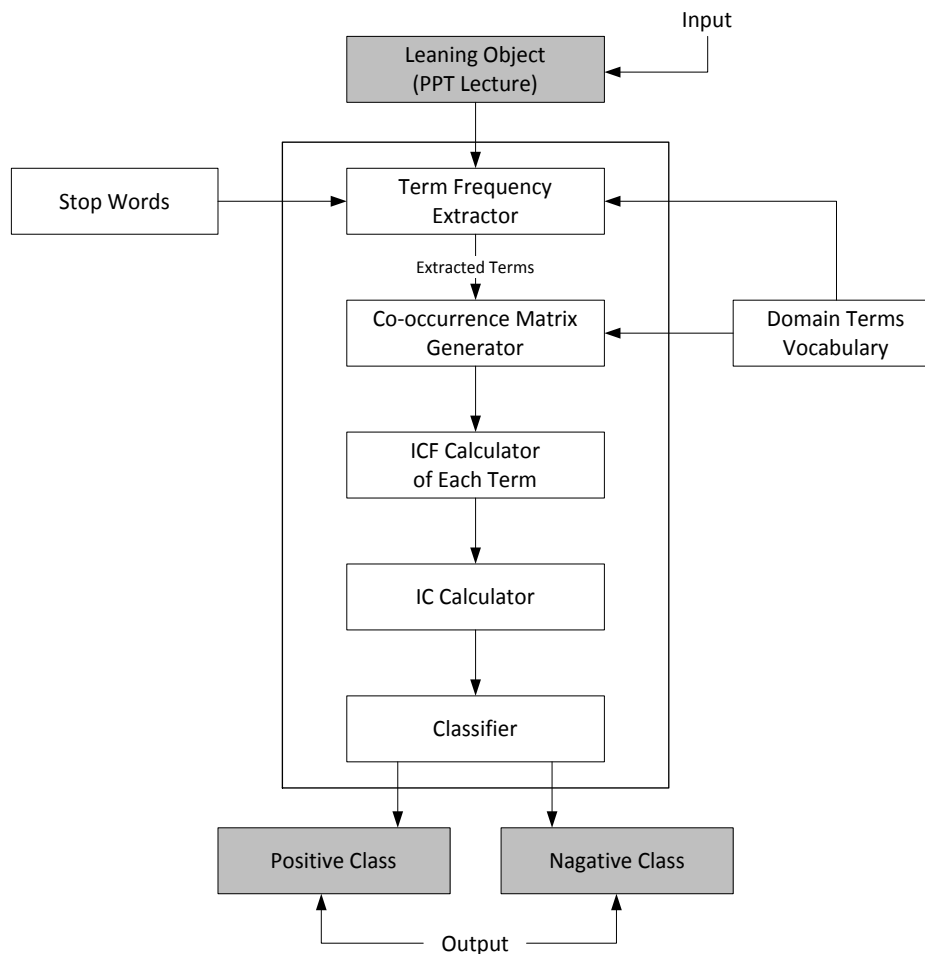 Input
Leaning Object
(PPT Lecture)
Stop Words
Term Frequency
Extractor
Extracted Terms
Co-occurrence Matrix
Generator
Domain Terms
Vocabulary
ICF Calculator
of Each Term
IC Calculator
Classifier
Positive Class
Nagative Class
Output